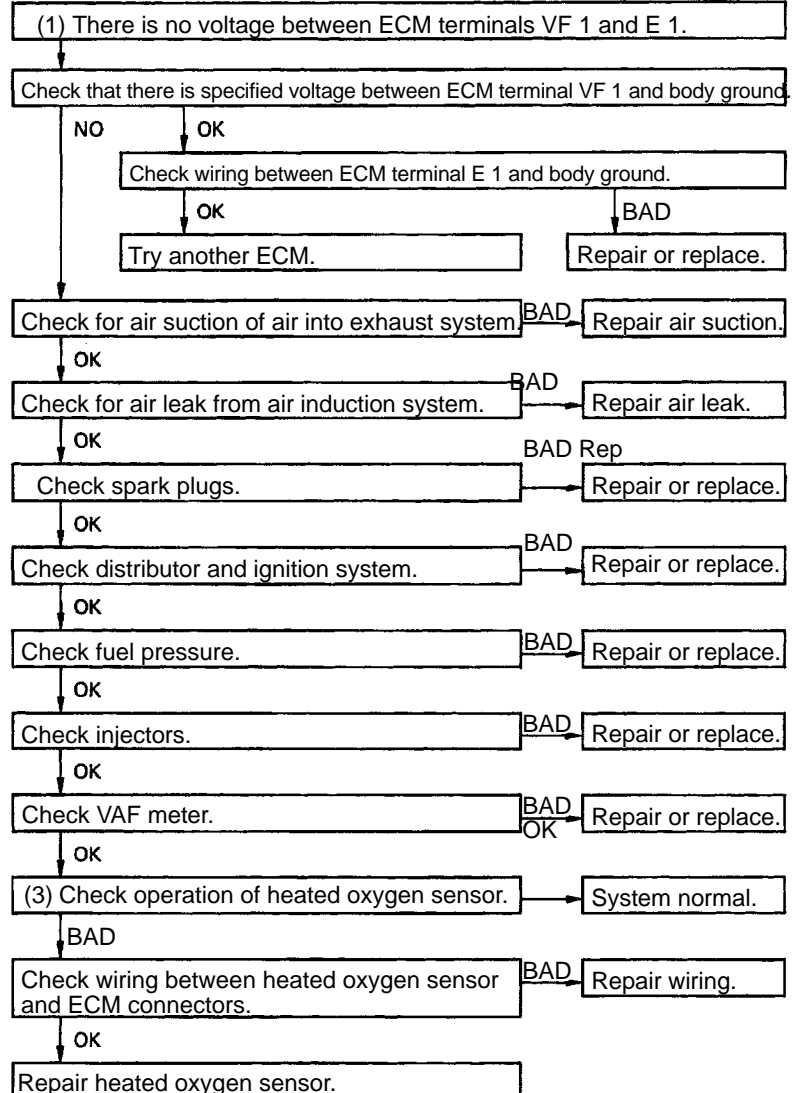 (1) There is no voltage between ECM terminals VF 1 and E 1.
Check that there is specified voltage between ECM terminal VF 1 and body ground.
NO
OK
Check wiring between ECM terminal E 1 and body ground.
OK
BAD
Try another ECM.
Repair or replace.
Check for air suction of air into exhaust system.
BAD
Repair air suction.
OK
Check for air leak from air induction system.
BAD
Repair air leak.
OK
BAD Rep
Check spark plugs.
Repair or replace.
OK
Check distributor and ignition system.
BAD
Repair or replace.
OK
Check fuel pressure.
BAD
Repair or replace.
OK
Check injectors.
BAD
Repair or replace.
OK
Check VAF meter.
BAD
OK
Repair or replace.
OK
(3) Check operation of heated oxygen sensor.
System normal.
BAD
Check wiring between heated oxygen sensor
and ECM connectors.
BAD
Repair wiring.
OK
Repair heated oxygen sensor.